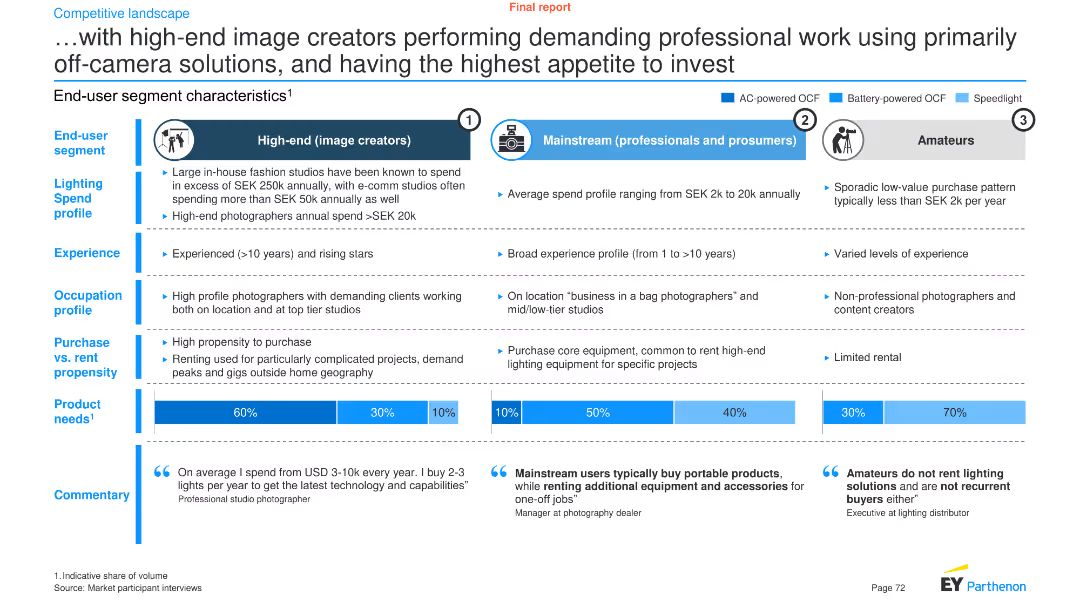 Competitive landscape
Final report
…with high-end image creators performing demanding professional work using primarily
off-camera solutions, and having the highest appetite to invest
End-user segment characteristics1
AC-powered OCF
Battery-powered OCF
Speedlight
End-user
segment
High-end (image creators)
1
Mainstream (professionals and prosumers)
2
Amateurs
3
Lighting
Spend
profile
▸ Large in-house fashion studios have been known to spend
in excess of SEK 250k annually, with e-comm studios often
spending more than SEK 50k annually as well
▸ High-end photographers annual spend >SEK 20k
▸ Average spend profile ranging from SEK 2k to 20k annually
▸ Sporadic low-value purchase pattern
typically less than SEK 2k per year
Experience
▸ Experienced (>10 years) and rising stars
▸ Broad experience profile (from 1 to >10 years)
▸ Varied levels of experience
Occupation
profile
▸ High profile photographers with demanding clients working
both on location and at top tier studios
▸ On location “business in a bag photographers” and
mid/low-tier studios
▸ Non-professional photographers and
content creators
Purchase
vs. rent
propensity
▸ High propensity to purchase
▸ Renting used for particularly complicated projects, demand
peaks and gigs outside home geography
▸ Purchase core equipment, common to rent high-end
lighting equipment for specific projects
▸ Limited rental
Product
needs1
60%
30%
10%
10%
50%
40%
30%
70%
Commentary
“ On average I spend from USD 3-10k every year. I buy 2-3
lights per year to get the latest technology and capabilities”
Professional studio photographer
“ Mainstream users typically buy portable products,
while renting additional equipment and accessories for
one-off jobs”
Manager at photography dealer
“ Amateurs do not rent lighting
solutions and are not recurrent
buyers either”
Executive at lighting distributor
1.Indicative share of volume
Source: Market participant interviews
Page 72
EY Parthenon